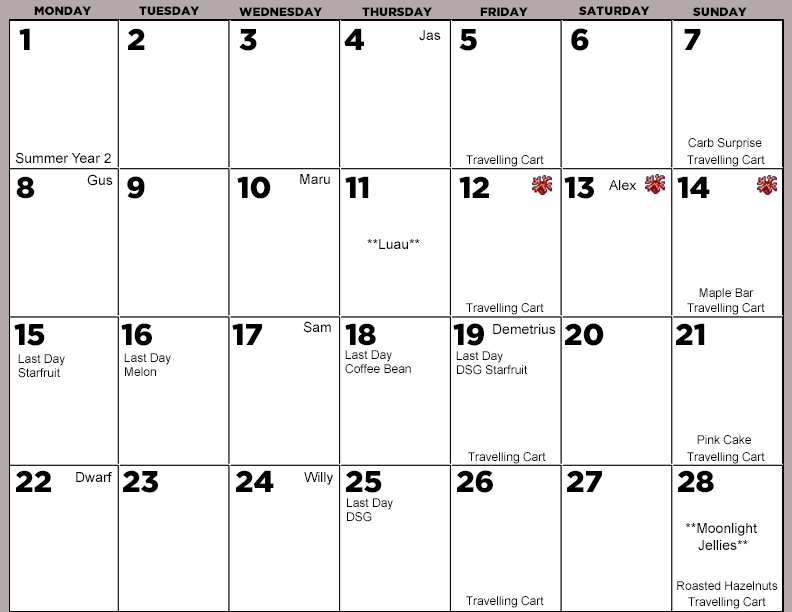 MONDAY TUESDAY WEDNESDAY THURSDAY FRIDAY SATURDAY SUNDAY
1
Summer Year 2
2
3
4 Jas
5
Travelling Cart
6
7
Carb Surprise
Travelling Cart
8 Gus
9
10 Maru
11
**Luau**
12
Travelling Cart
13 Alex
14
Maple Bar
Travelling Cart
15
Last Day
Starfruit
16
Last Day
Melon
17 Sam
18
Last Day
Coffee Bean
19 Demetrius
Last Day
DSG Starfruit
Travelling Cart
20
21
Pink Cake
Travelling Cart
22 Dwarf
23
24 Willy
25
Last Day
DSG
26
Travelling Cart
27
28
**Moonlight
Jellies**
Roasted Hazelnuts
Travelling Cart